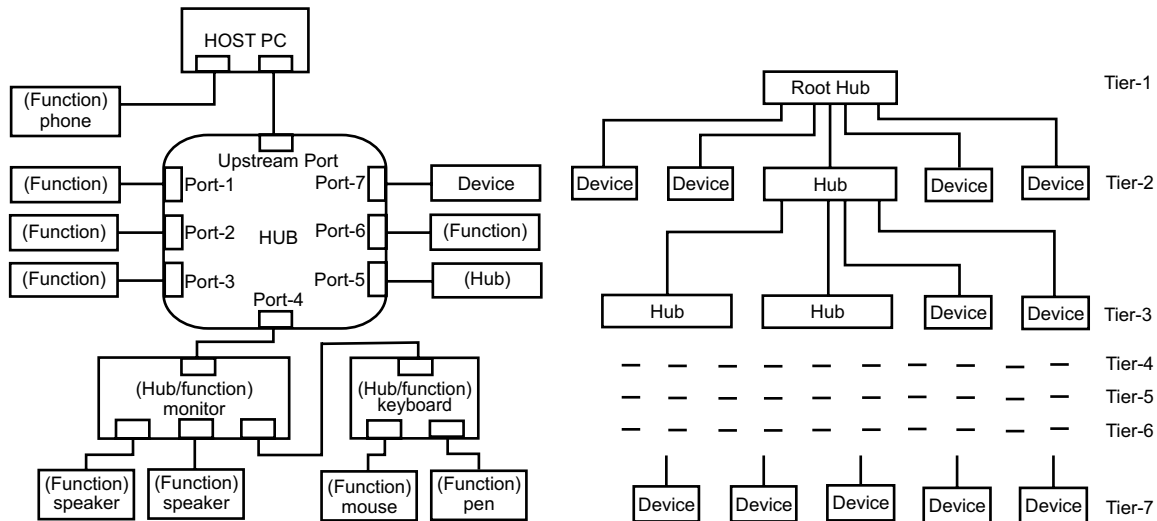 HOST PC
(Function)
phone
Upstream Port
(Function)
Port-1
Port-7
Device
(Function)
Port-2
HUB
Port-6
(Function)
(Function)
Port-3
Port-5
(Hub)
Port-4
(Hub/function)
monitor
(Hub/function)
keyboard
(Function)
speaker
(Function)
speaker
(Function)
mouse
(Function)
pen
Root Hub
Tier-1
Device
Device
Hub
Device
Device
Tier-2
Hub
Hub
Device
Device
Tier-3
Tier-4
Tier-5
Tier-6
Device
Device
Device
Device
Device
Tier-7